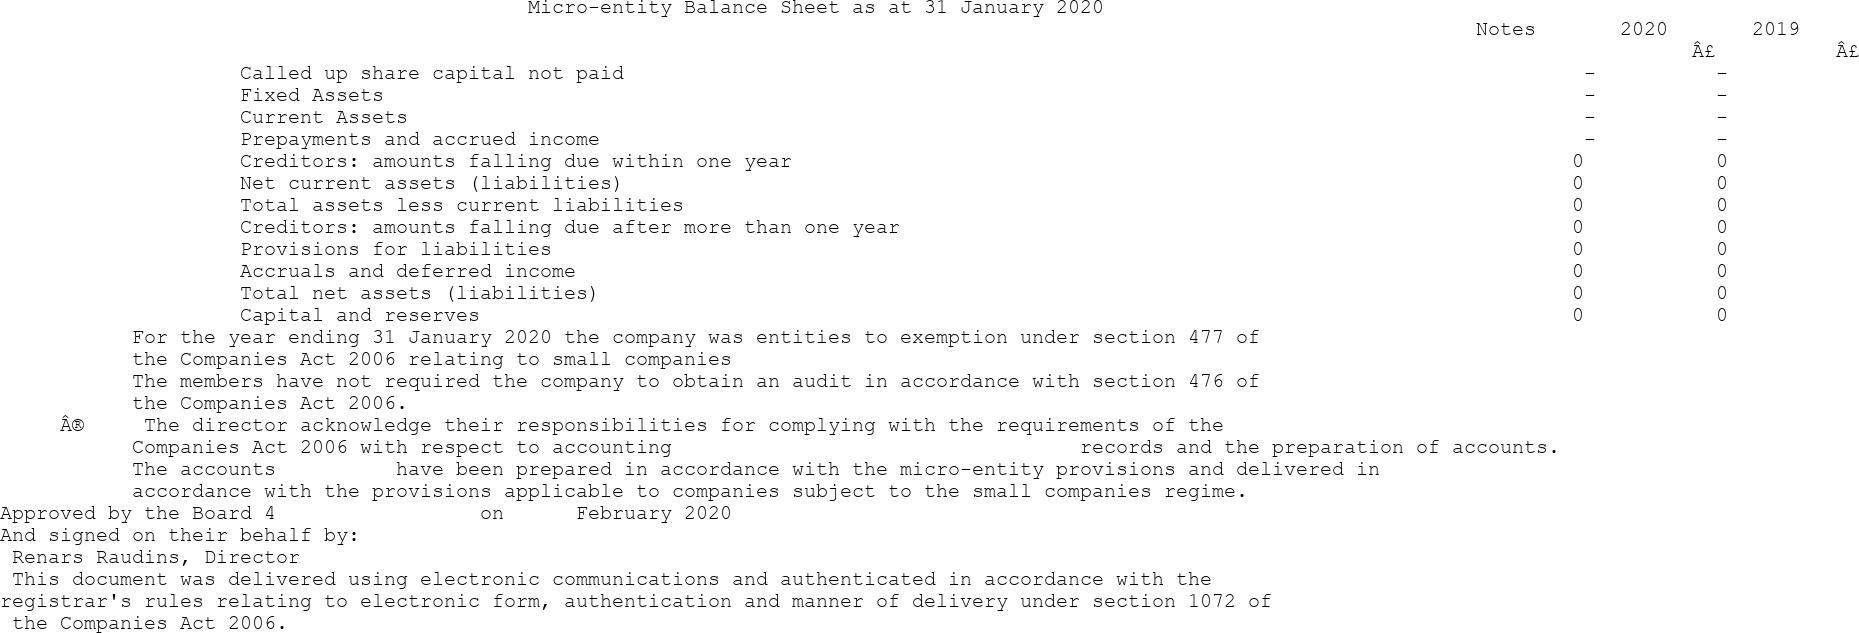 Micro-entity Balance Sheet as at 31 January 2020
Notes 2020 2019
Â£ Â£
Called up share capital not paid - -
Fixed Assets - -
Current Assets - -
Prepayments and accrued income - -
Creditors: amounts falling due within one year 0 0
Net current assets (liabilities) 0 0
Total assets less current liabilities 0 0
Creditors: amounts falling due after more than one year 0 0
Provisions for liabilities 0 0
Accruals and deferred income 0 0
Total net assets (liabilities) 0 0
Capital and reserves 0 0
For the year ending 31 January 2020 the company was entities to exemption under section 477 of
the Companies Act 2006 relating to small companies
The members have not required the company to obtain an audit in accordance with section 476 of
the Companies Act 2006.
Â® The director acknowledge their responsibilities for complying with the requirements of the
Companies Act 2006 with respect to accounting records and the preparation of accounts.
The accounts have been prepared in accordance with the micro-entity provisions and delivered in
accordance with the provisions applicable to companies subject to the small companies regime.
Approved by the Board 4 on February 2020
And signed on their behalf by:
Renars Raudins, Director
This document was delivered using electronic communications and authenticated in accordance with the
registrar's rules relating to electronic form, authentication and manner of delivery under section 1072 of
the Companies Act 2006.